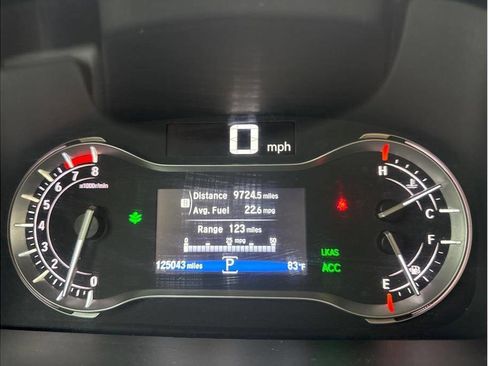 0 mph
8
7
6
5
4
3
2
1
0
x1000r/min
B Distance 9724.5 miles
Avg. Fuel 22.6 mpg
Range 123 miles
0 25 50
mpg
125043 miles P 83°F
LKAS
ACC
H
C
F
E